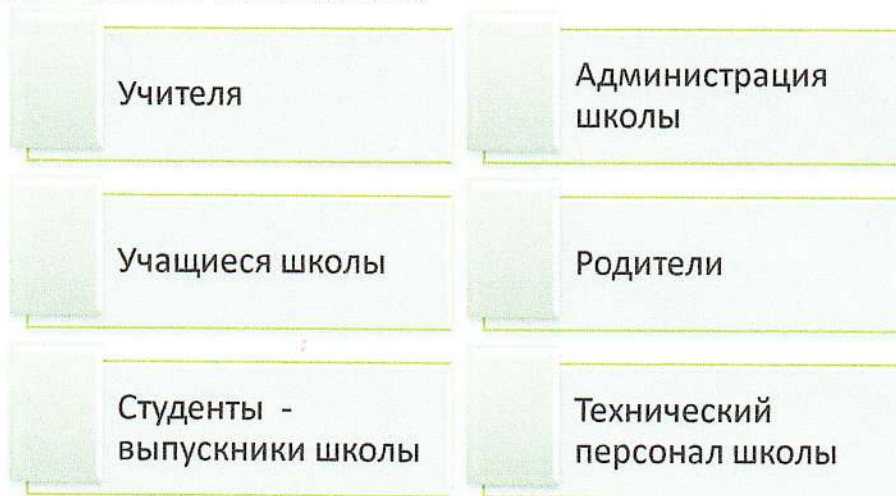 Учителя
Администрация
школы
Учащиеся школы
Родители
Студенты -
выпускники школы
Технический
персонал школы